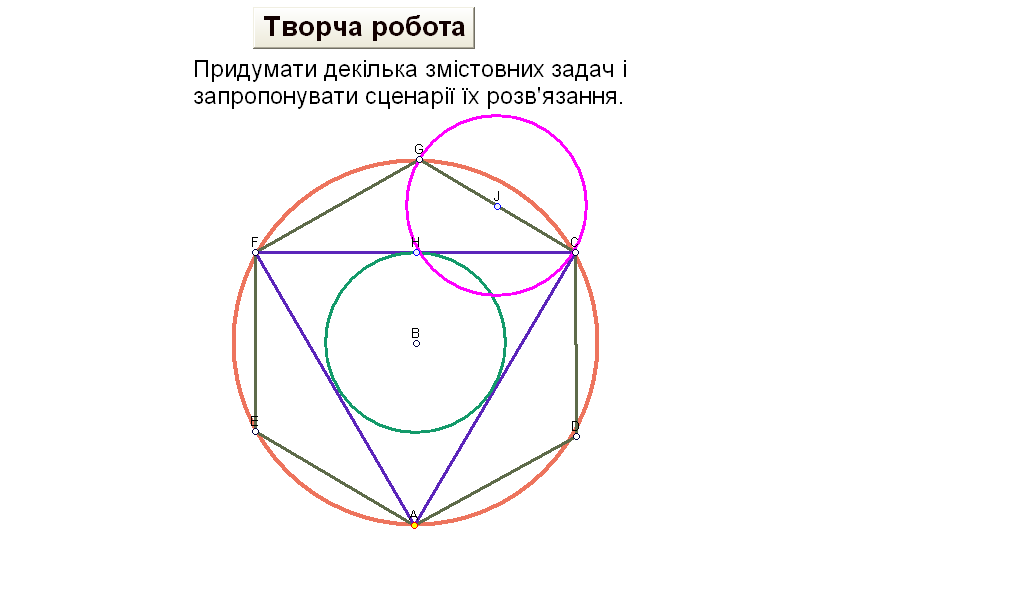 Творча робота
Придумати декілька змістовних задач і
запропонувати сценарії їх розв'язання.
G
J
F
H
C
B
E
D
A